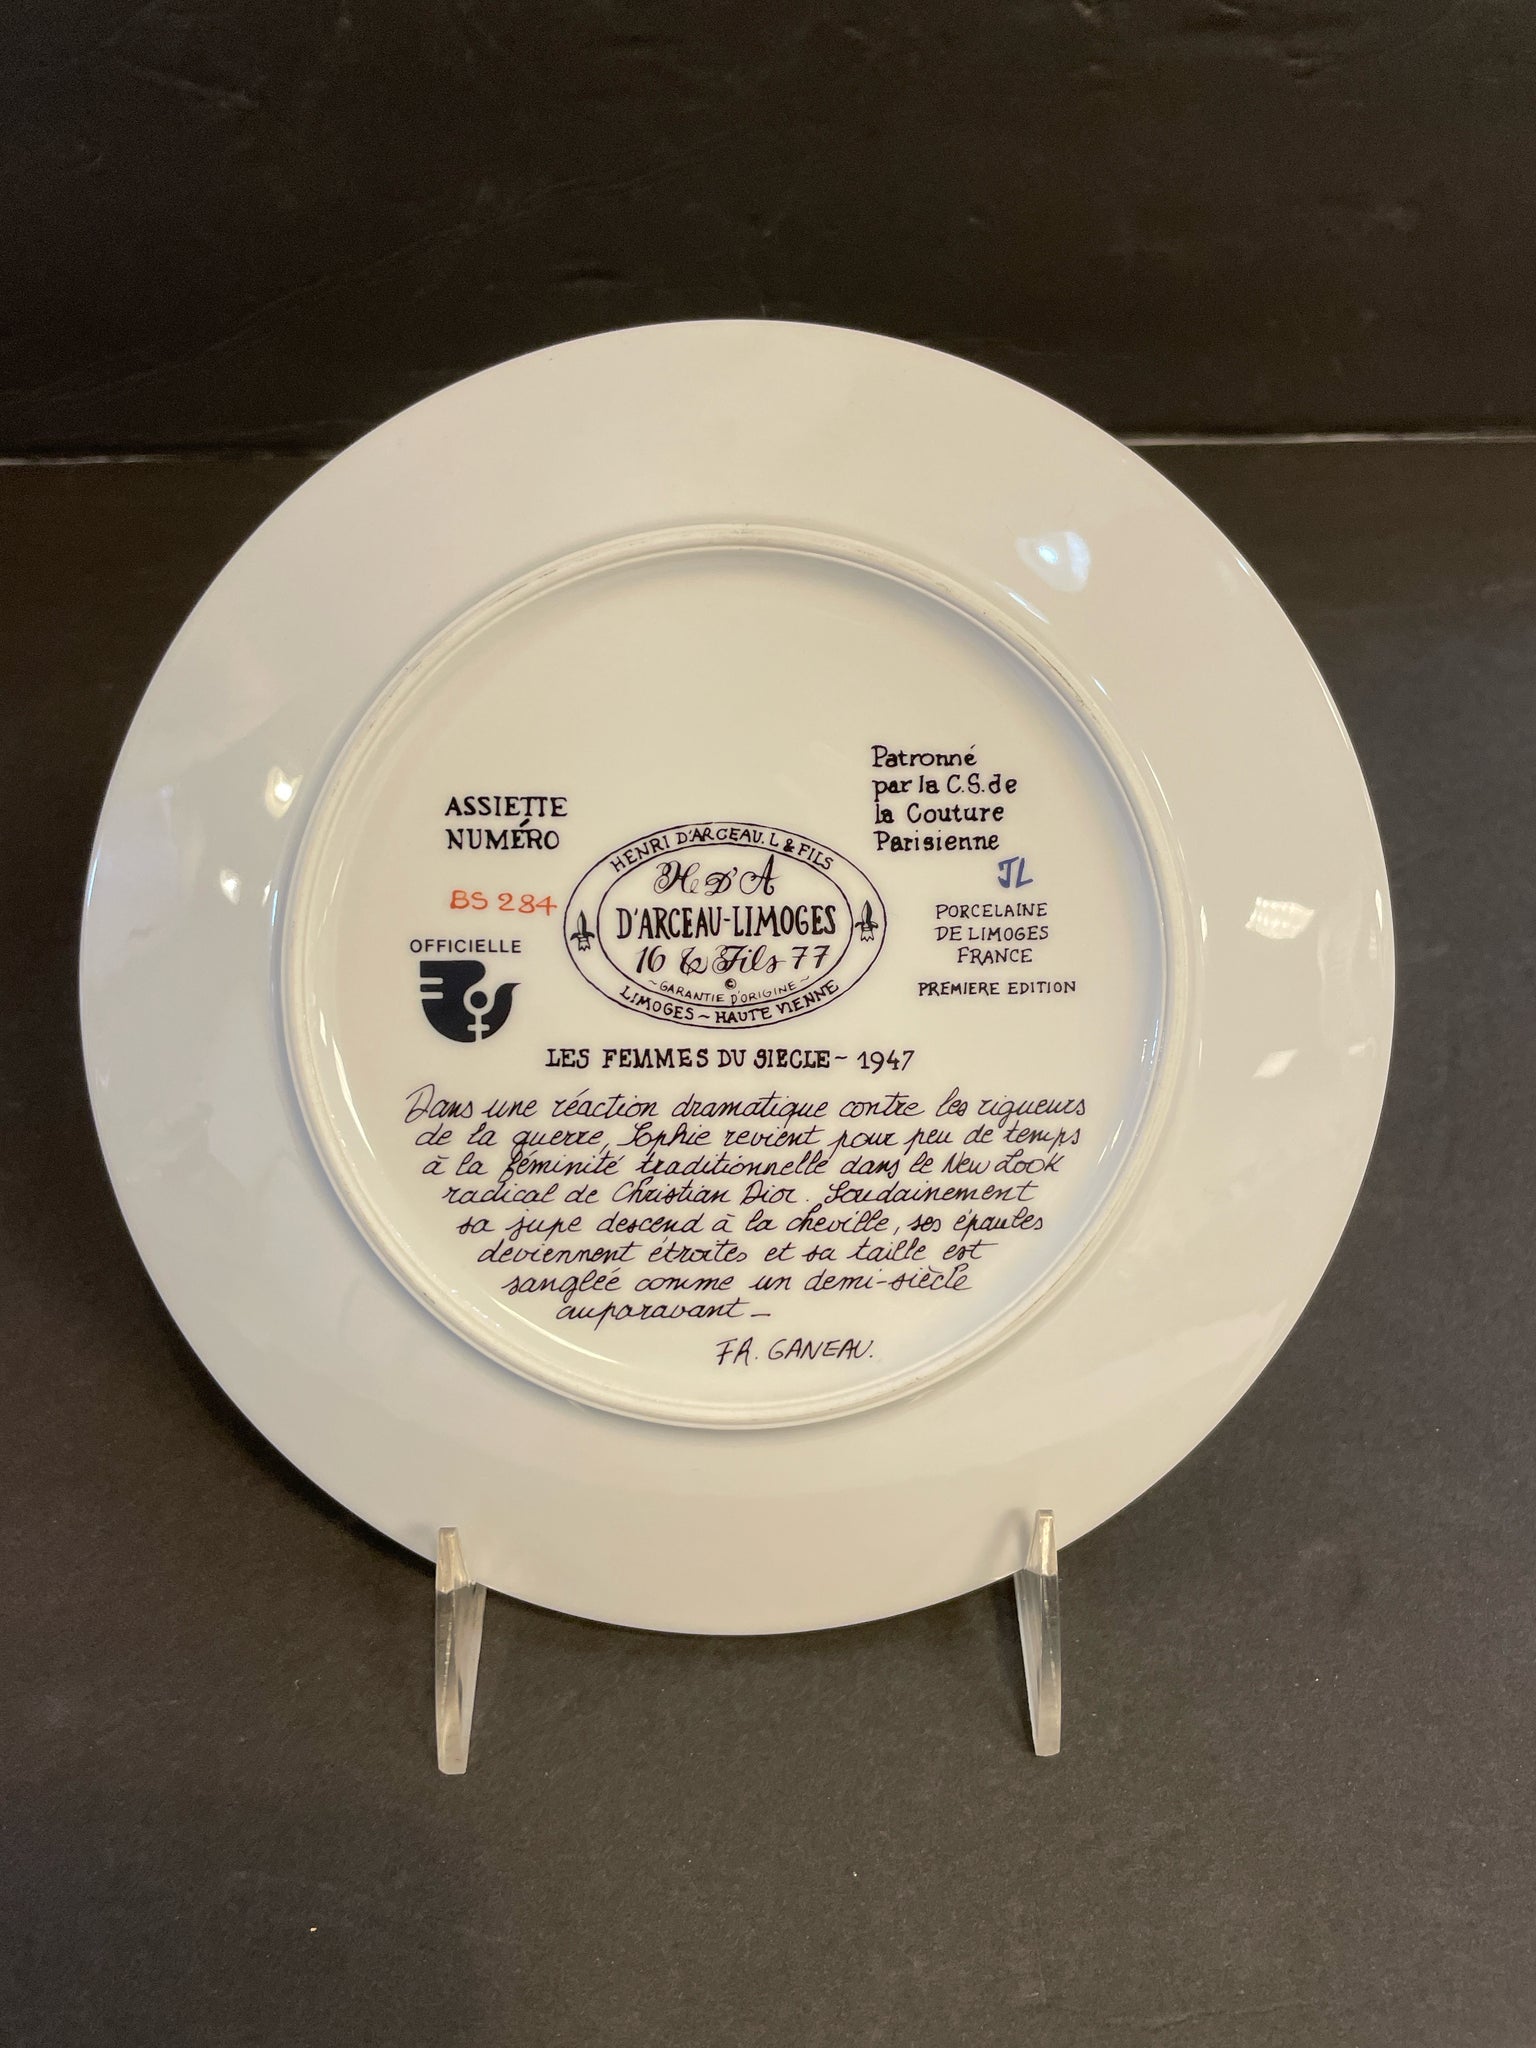 Patronné
par la C.S. de
la Couture
Parisienne
ASSIETTE
NUMÉRO
BS 284
OFFICIELLE
HENRI D'ARCEAU. L & FILS
H D'A
D'ARCEAU-LIMOGES
16 & Fils 77
©
~GARANTIE D'ORIGINE~
LIMOGES ~ HAUTE VIENNE
JL
PORCELAINE
DE LIMOGES
FRANCE
PREMIERE EDITION
LES FEMMES DU SIECLE ~ 1947
Dans une réaction dramatique contre les rigueurs
de la guerre, Sophie revient pour peu de temps
à la féminité traditionnelle dans le New Look
radical de Christian Dior. Soudainement
sa jupe descend à la cheville, ses épaules
deviennent étroites et sa taille est
sanglée comme un demi-siècle
auparavant _
FR. GANEAU.